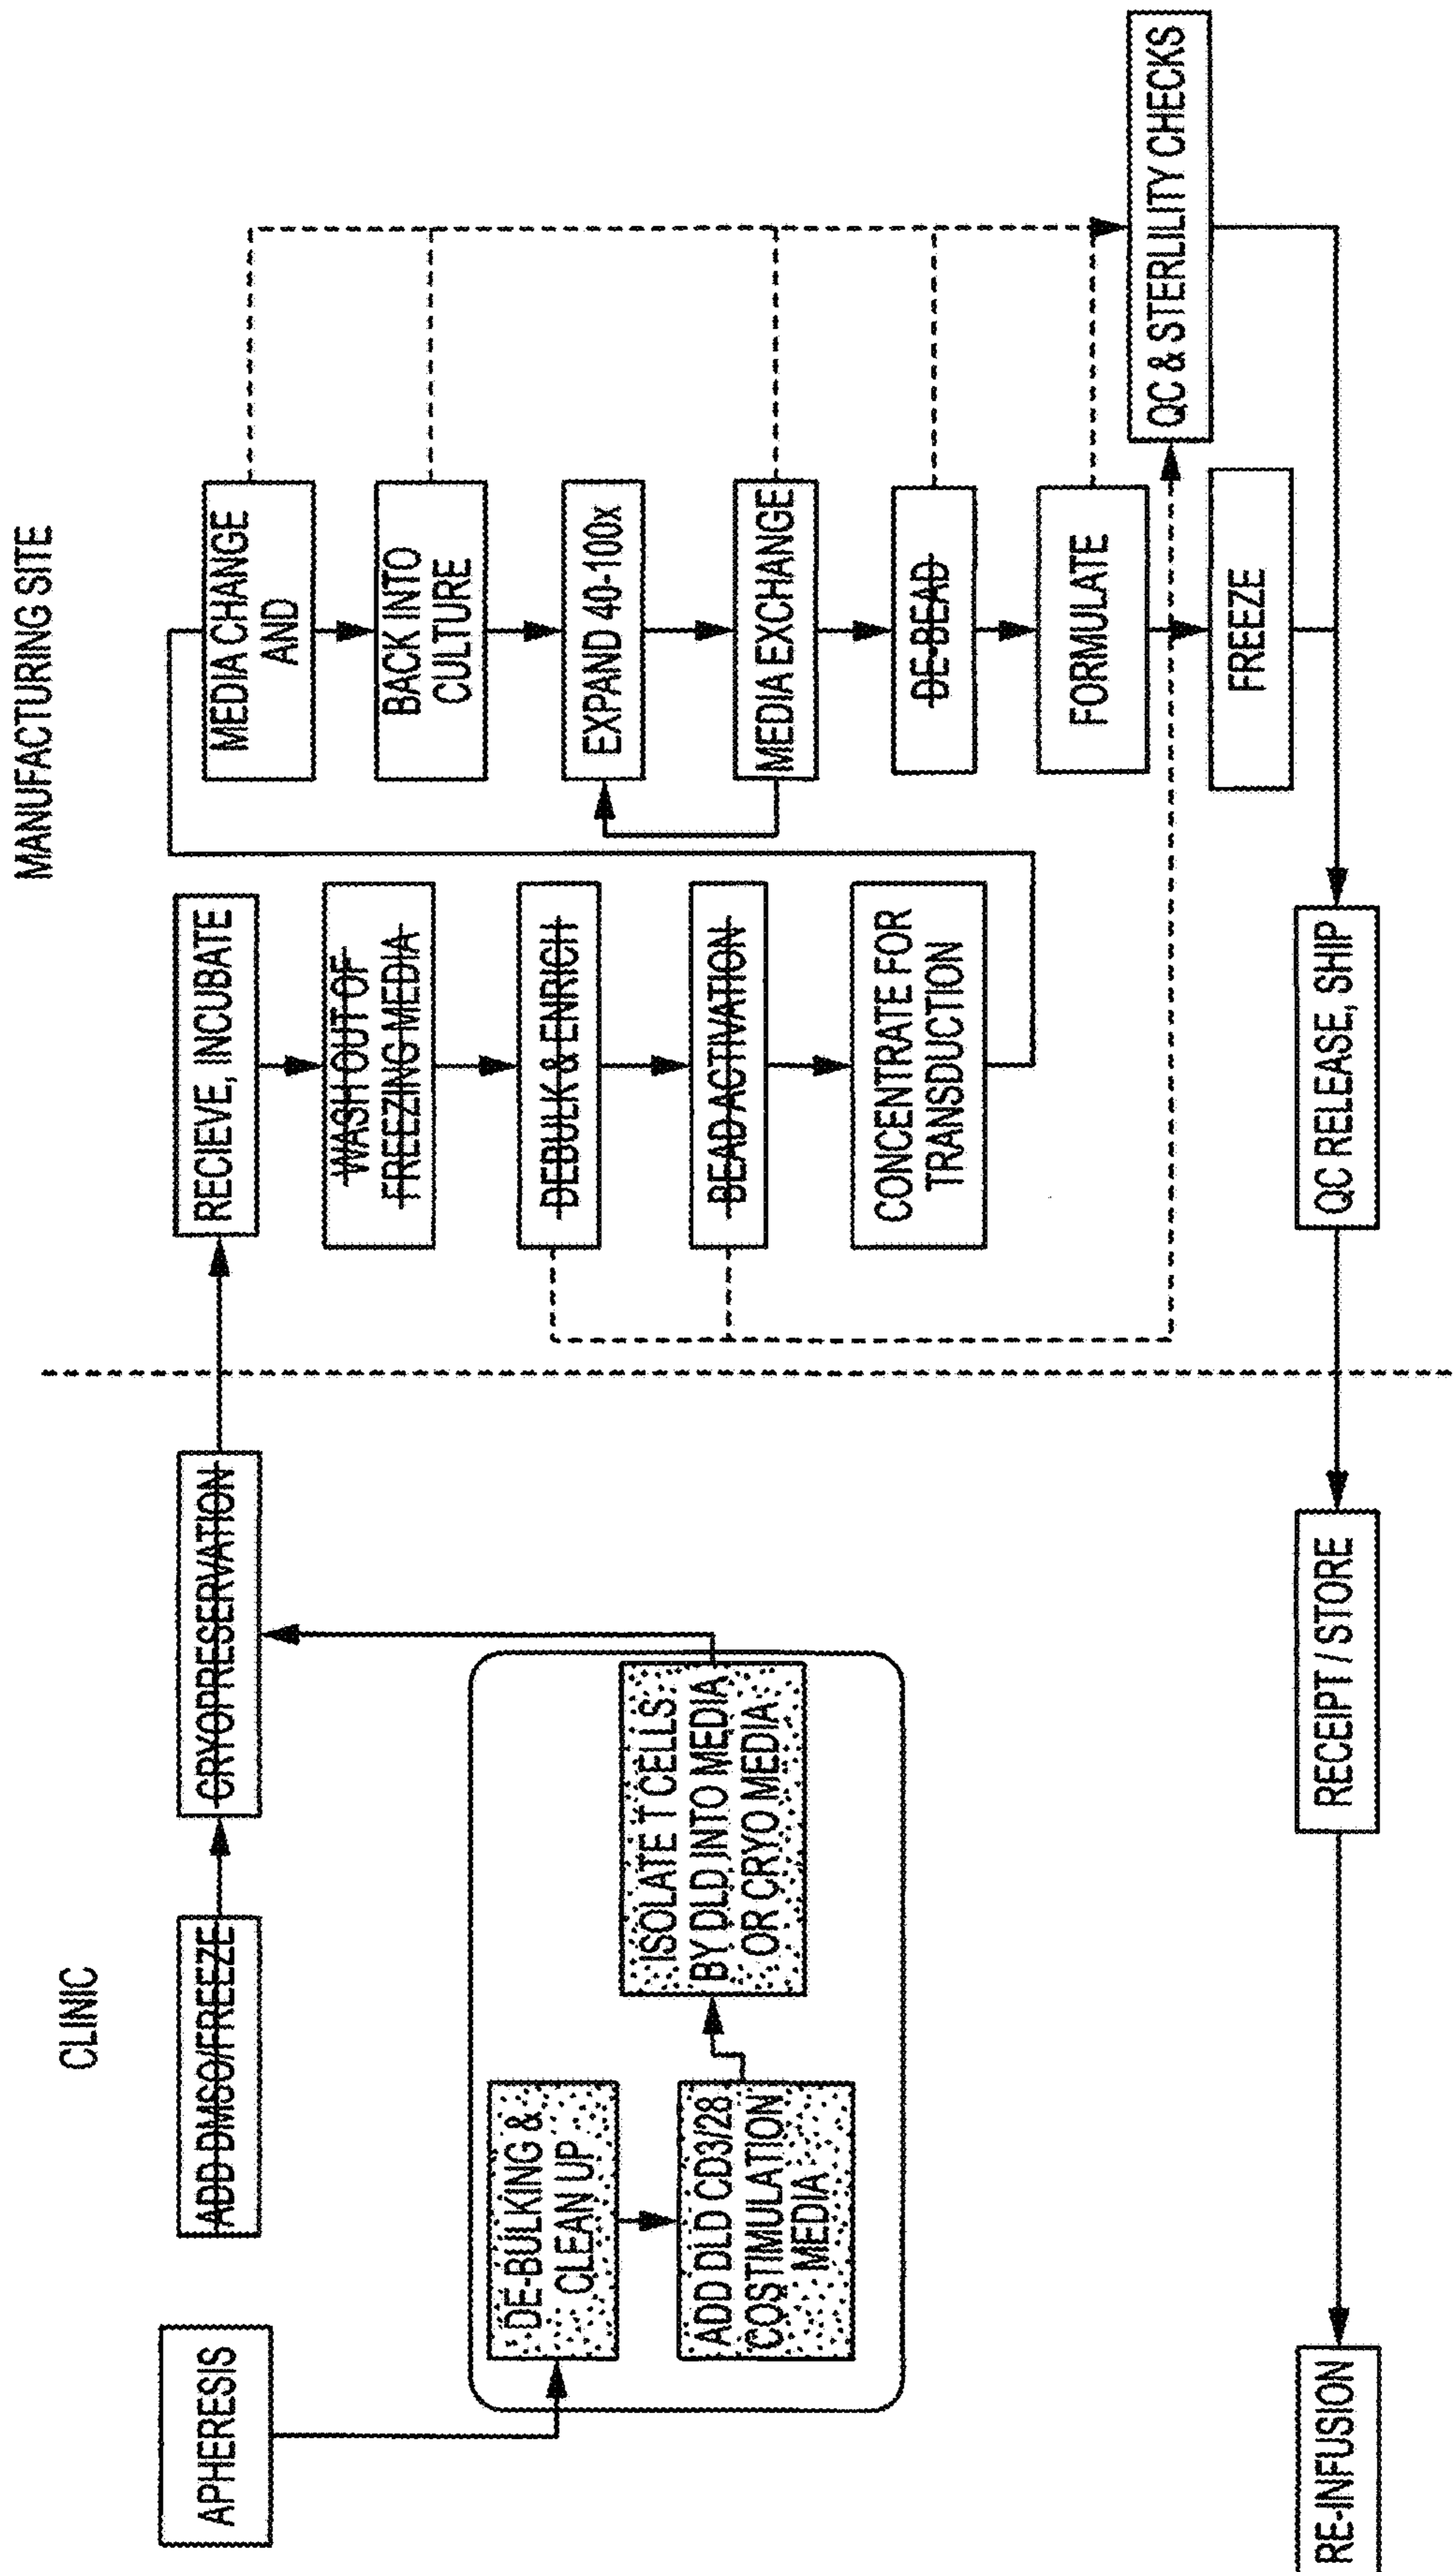 CLINIC
MANUFACTURING SITE
APHERESIS
ADD DMSO/FREEZE
CRYOPRESERVATION
DE-BULKING &
CLEAN UP
ADD DLD CD3/28
COSTIMULATION
MEDIA
ISOLATE T CELLS
BY DLD INTO MEDIA
OR CRYO MEDIA
RECIEVE, INCUBATE
WASH OUT OF
FREEZING MEDIA
DEBULK & ENRICH
BEAD ACTIVATION
CONCENTRATE FOR
TRANSDUCTION
MEDIA CHANGE
AND
BACK INTO
CULTURE
EXPAND 40-100x
MEDIA EXCHANGE
DE-BEAD
FORMULATE
FREEZE
QC & STERLILITY CHECKS
QC RELEASE, SHIP
RECEIPT / STORE
RE-INFUSION